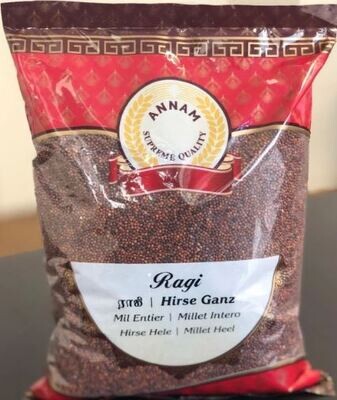 ANNAM
SUPREME QUALITY
Ragi
ராகி | Hirse Ganz
Mil Entier | Millet Intero
Hirse Hele | Millet Heel